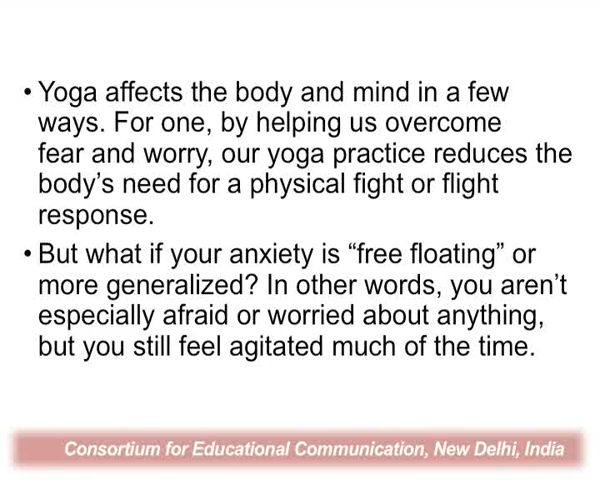 • Yoga affects the body and mind in a few
ways. For one, by helping us overcome
fear and worry, our yoga practice reduces the
body’s need for a physical fight or flight
response.
• But what if your anxiety is “free floating” or
more generalized? In other words, you aren’t
especially afraid or worried about anything,
but you still feel agitated much of the time.
Consortium for Educational Communication, New Delhi, India